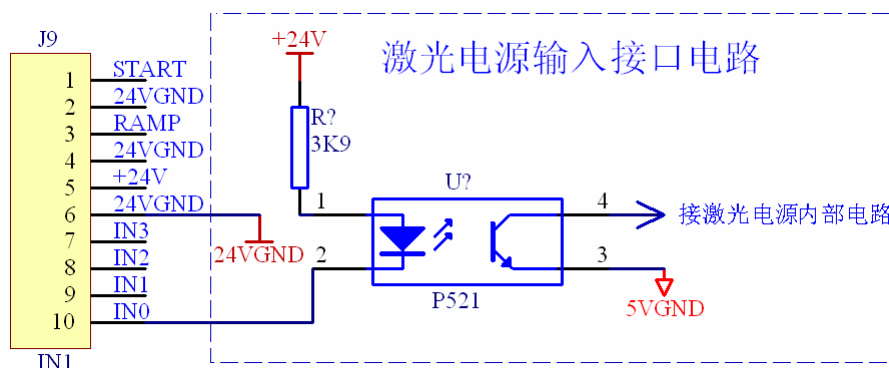 J9
+24V
激光电源输入接口电路
1 START
2 24VGND
3 RAMP
4 24VGND
5 +24V
6 24VGND
7 IN3
8 IN2
9 IN1
10 IN0
IN1
24VGND
R?
3K9
U?
1
2
4
3
P521
接激光电源内部电路
5VGND